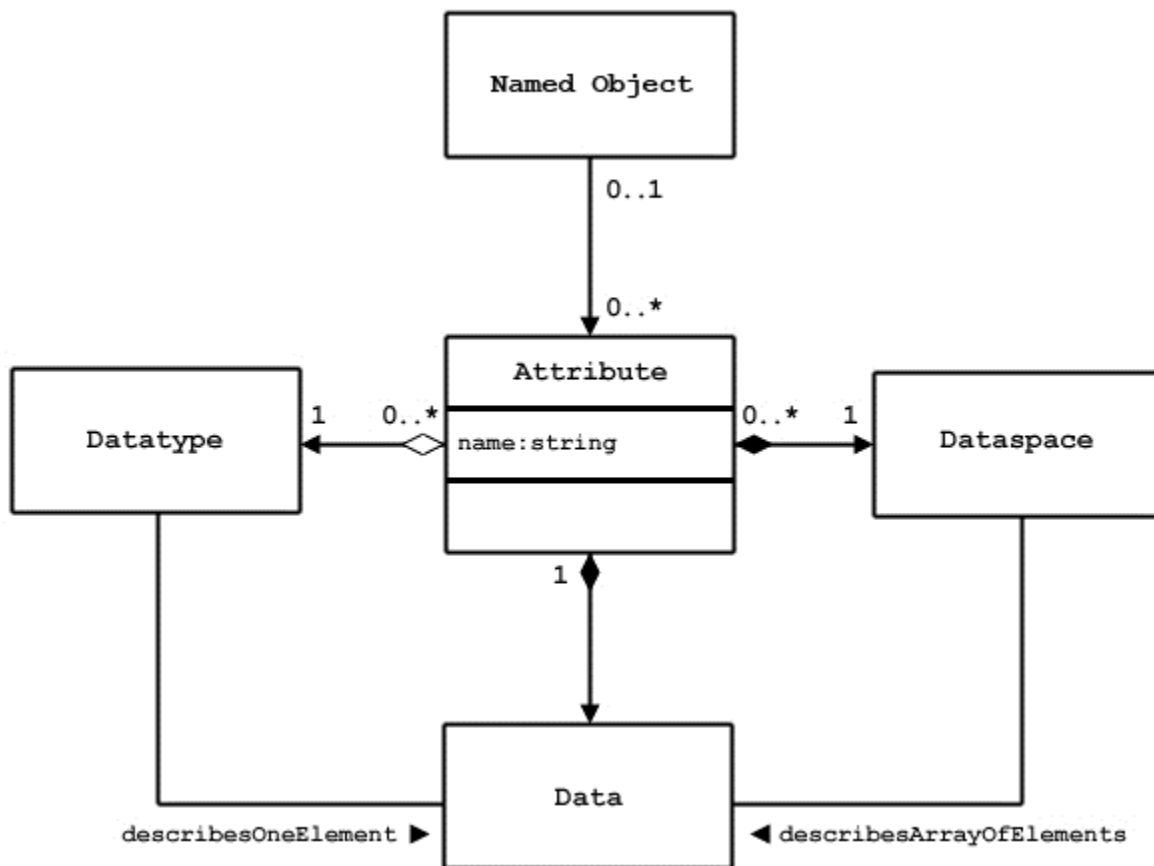 Named Object
0..1
0..*
Attribute
Datatype
1
0..*
name:string
0..*
1
Dataspace
1
Data
describesOneElement ►
◄ describesArrayOfElements